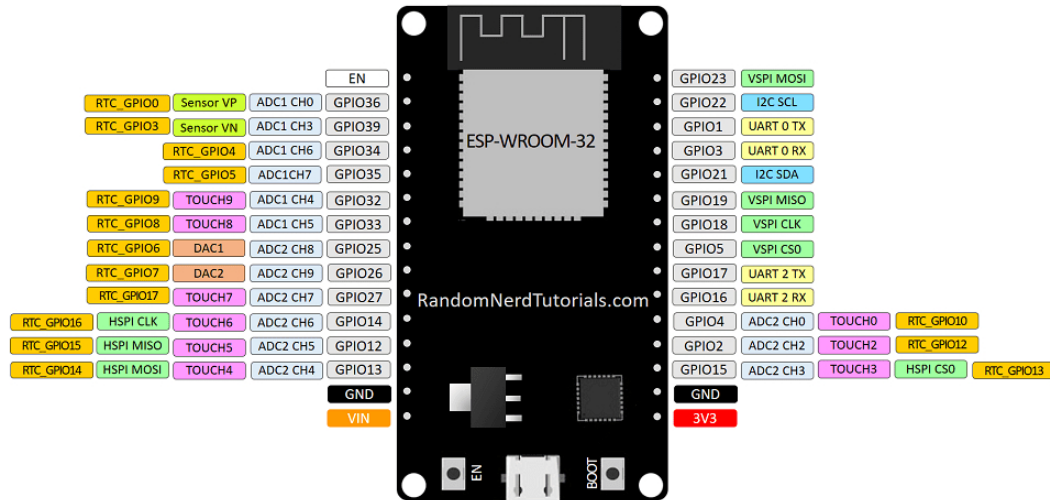 EN
RTC_GPIO0 Sensor VP ADC1 CH0 GPIO36
RTC_GPIO3 Sensor VN ADC1 CH3 GPIO39
RTC_GPIO4 ADC1 CH6 GPIO34
RTC_GPIO5 ADC1CH7 GPIO35
RTC_GPIO9 TOUCH9 ADC1 CH4 GPIO32
RTC_GPIO8 TOUCH8 ADC1 CH5 GPIO33
RTC_GPIO6 DAC1 ADC2 CH8 GPIO25
RTC_GPIO7 DAC2 ADC2 CH9 GPIO26
RTC_GPIO17 TOUCH7 ADC2 CH7 GPIO27
RTC_GPIO16 HSPI CLK TOUCH6 ADC2 CH6 GPIO14
RTC_GPIO15 HSPI MISO TOUCH5 ADC2 CH5 GPIO12
RTC_GPIO14 HSPI MOSI TOUCH4 ADC2 CH4 GPIO13
GND
VIN
ESP-WROOM-32
RandomNerdTutorials.com
EN
BOOT
GPIO23 VSPI MOSI
GPIO22 I2C SCL
GPIO1 UART 0 TX
GPIO3 UART 0 RX
GPIO21 I2C SDA
GPIO19 VSPI MISO
GPIO18 VSPI CLK
GPIO5 VSPI CS0
GPIO17 UART 2 TX
GPIO16 UART 2 RX
GPIO4 ADC2 CH0 TOUCH0 RTC_GPIO10
GPIO2 ADC2 CH2 TOUCH2 RTC_GPIO12
GPIO15 ADC2 CH3 TOUCH3 HSPI CS0 RTC_GPIO13
GND
3V3